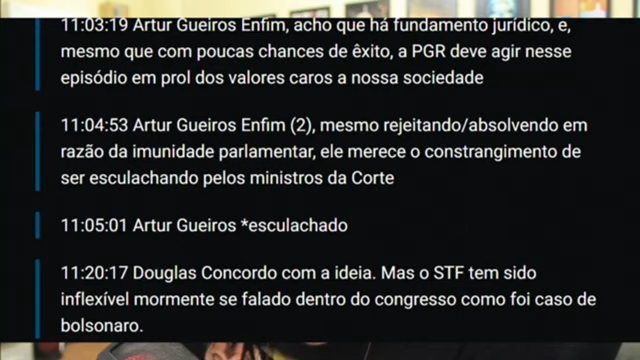 11:03:19 Artur Gueiros Enfim, acho que há fundamento jurídico, e,
mesmo que com poucas chances de êxito, a PGR deve agir nesse
episódio em prol dos valores caros a nossa sociedade
11:04:53 Artur Gueiros Enfim (2), mesmo rejeitando/absolvendo em
razão da imunidade parlamentar, ele merece o constrangimento de
ser esculachando pelos ministros da Corte
11:05:01 Artur Gueiros *esculachado
11:20:17 Douglas Concordo com a ideia. Mas o STF tem sido
inflexível mormente se falado dentro do congresso como foi caso de
bolsonaro.